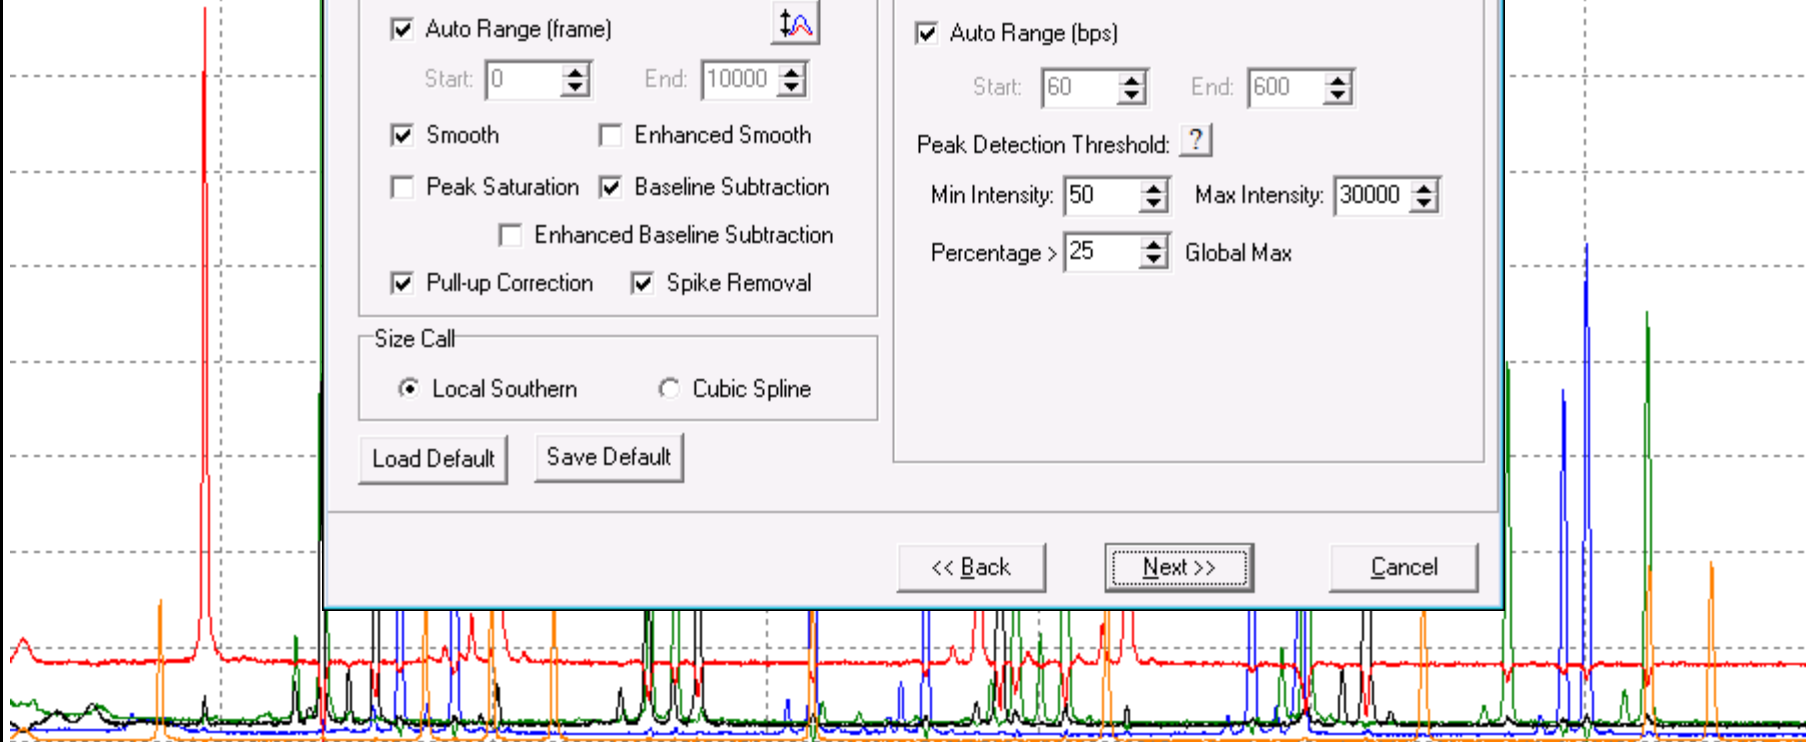 Auto Range (frame)
Start: 0 End: 10000
Smooth Enhanced Smooth
Peak Saturation Baseline Subtraction
Enhanced Baseline Subtraction
Pull-up Correction Spike Removal
Size Call
Local Southern Cubic Spline
Load Default Save Default
Auto Range (bps)
Start: 60 End: 600
Peak Detection Threshold: ?
Min Intensity: 50 Max Intensity: 30000
Percentage > 25 Global Max
<< Back Next >> Cancel